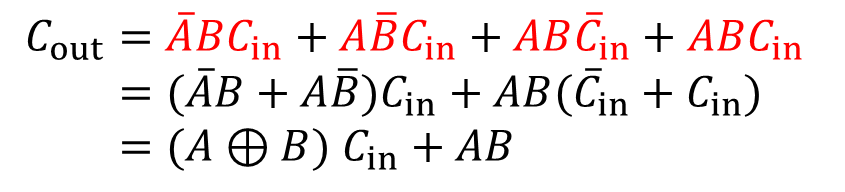 C_out = ĀBC_in + AB̄C_in + ABC̄_in + ABC_in
= (ĀB + AB̄)C_in + AB(C̄_in + C_in)
= (A ⊕ B) C_in + AB